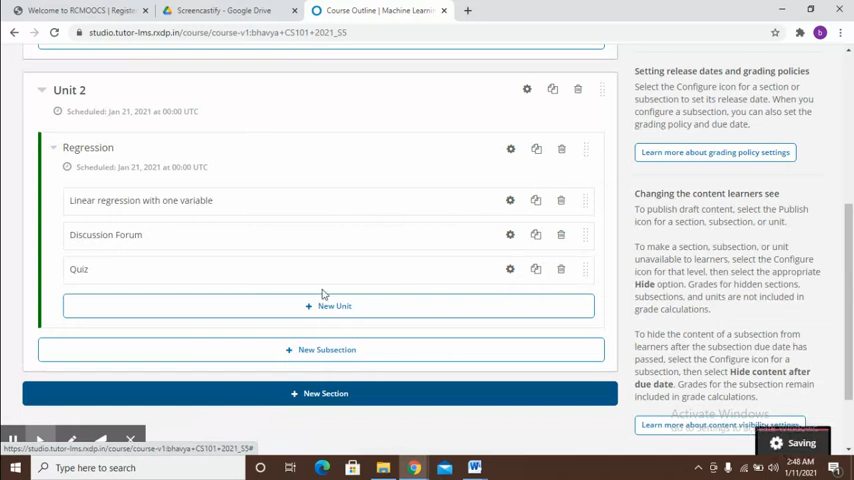 Welcome to RCMOOCS | Registe
Screencastify - Google Drive
Course Outline | Machine Learnin
studio.tutor-lms.rxdp.in/course/course-v1:bhavya+CS101+2021_S5
b
Unit 2
Scheduled: Jan 21, 2021 at 00:00 UTC
Regression
Scheduled: Jan 21, 2021 at 00:00 UTC
Linear regression with one variable
Discussion Forum
Quiz
+ New Unit
+ New Subsection
+ New Section
Setting release dates and grading policies
Select the Configure icon for a section or
subsection to set its release date. When you
configure a subsection, you can also set the
grading policy and due date.
Learn more about grading policy settings
Changing the content learners see
To publish draft content, select the Publish
icon for a section, subsection, or unit.
To make a section, subsection, or unit
unavailable to learners, select the Configure
icon for that level, then select the appropriate
Hide option. Grades for hidden sections,
subsections, and units are not included in
grade calculations.
To hide the content of a subsection from
learners after the subsection due date has
passed, select the Configure icon for a
subsection, then select Hide content after
due date. Grades for the subsection remain
included in grade calculations.
Activate Windows
Learn more about content visibility settings
Saving
https://studio.tutor-lms.rxdp.in/course/course-v1:bhavya+CS101+2021_S5#
Type here to search
2:48 AM
1/11/2021